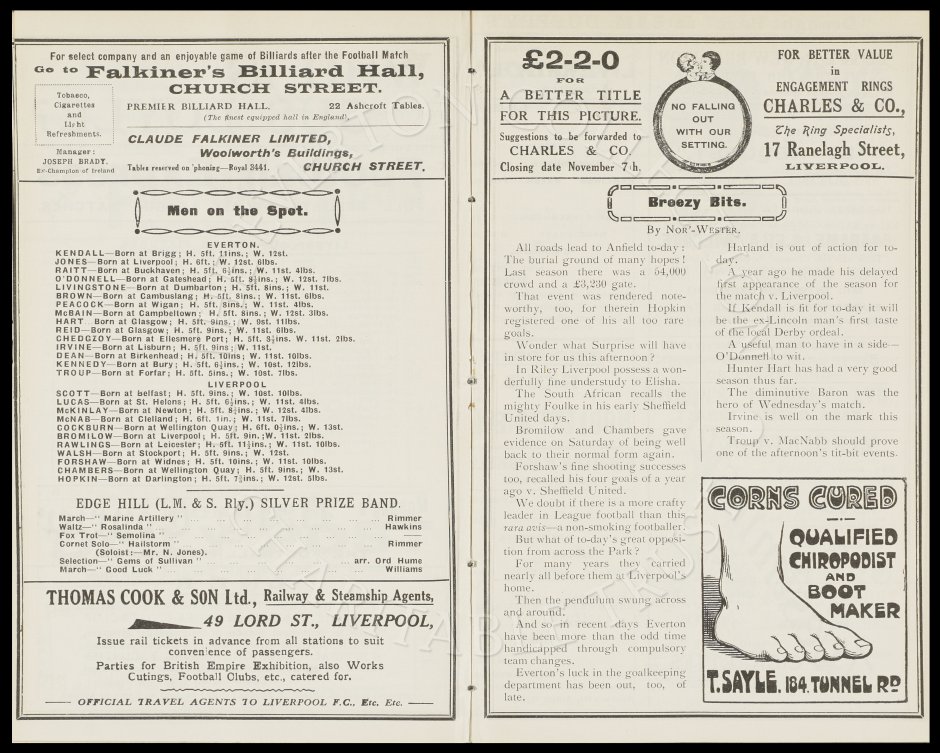 For select company and an enjoyable game of Billiards after the Football Match
Go to Falkiner's Billiard Hall,
CHURCH STREET.
Tobacco,
Cigarettes
and
Light
Refreshments.
Manager:
JOSEPH BRADY.
Ex-Champion of Ireland
PREMIER BILLIARD HALL. 22 Ashcroft Tables.
(The finest equipped hall in England),
CLAUDE FALKINER LIMITED,
Woolworth's Buildings,
Tables reserved on 'phoning—Royal 3441. CHURCH STREET.
Men on the Spot.
EVERTON.
KENDALL—Born at Brigg; H. 5ft. 11ins.; W. 12st.
JONES—Born at Liverpool; H. 6ft.; W. 12st. 6lbs.
RAITT—Born at Buckhaven; H. 5ft. 6½ins.; W. 11st. 4lbs.
O'DONNELL—Born at Gateshead; H. 5ft. 8½ins.; W. 12st. 7lbs.
LIVINGSTONE—Born at Dumbarton; H. 5ft. 8ins.; W. 11st.
BROWN—Born at Cambuslang; H. 5ft. 8ins.; W. 11st. 6lbs.
PEACOCK—Born at Wigan; H. 5ft. 8ins.; W. 11st. 4lbs.
McBAIN—Born at Campbeltown; H. 5ft. 8ins.; W. 12st. 3lbs.
HART—Born at Glasgow; H. 5ft. 9ins.; W. 9st. 11lbs.
REID—Born at Glasgow; H. 5ft. 9ins.; W. 11st. 6lbs.
CHEDGZOY—Born at Ellesmere Port; H. 5ft. 8½ins. W. 11st. 2lbs.
IRVINE—Born at Lisburn; H. 5ft. 9ins; W. 11st.
DEAN—Born at Birkenhead; H. 5ft. 10ins; W. 11st. 10lbs.
KENNEDY—Born at Bury; H. 5ft. 6½ins.; W. 10st. 12lbs.
TROUP—Born at Forfar; H. 5ft. 5ins.; W. 10st. 7lbs.
LIVERPOOL
SCOTT—Born at belfast; H. 5ft. 9ins.; W. 10st. 10lbs.
LUCAS—Born at St. Helens; H. 5ft. 6½ins.; W. 11st. 4lbs.
McKINLAY—Born at Newton; H. 5ft. 8½ins.; W. 12st. 4lbs.
McNAB—Born at Clelland; H. 6ft. 1in.; W. 11st. 7lbs.
COCKBURN—Born at Wellington Quay; H. 6ft. 0½ins.; W. 13st.
BROMILOW—Born at Liverpool; H. 5ft. 9in.; W. 11st. 2lbs.
RAWLINGS—Born at Leicester; H. 5ft. 11½ins.; W. 11st. 10lbs.
WALSH—Born at Stockport; H. 5ft. 9ins.; W. 12st.
FORSHAW—Born at Widnes; H. 5ft. 10ins.; W. 11st. 10lbs.
CHAMBERS—Born at Wellington Quay; H. 5ft. 9ins.; W. 13st.
HOPKIN—Born at Darlington; H. 5ft. 7½ins.; W. 12st. 5lbs.
EDGE HILL (L.M. & S. Rly.) SILVER PRIZE BAND.
March—" Marine Artillery " ... Rimmer
Waltz—" Rosalinda " ... Hawkins
Fox Trot—" Semolina " ... ——
Cornet Solo—" Hailstorm " ... Rimmer
(Soloist:—Mr. N. Jones).
Selection—" Gems of Sullivan " ... arr. Ord Hume
March—" Good Luck " ... Williams
THOMAS COOK & SON Ltd., Railway & Steamship Agents,
49 LORD ST., LIVERPOOL,
Issue rail tickets in advance from all stations to suit
convenience of passengers.
Parties for British Empire Exhibition, also Works
Cutings, Football Clubs, etc., catered for.
OFFICIAL TRAVEL AGENTS TO LIVERPOOL F.C., Etc. Etc.
£2-2-0
FOR
A BETTER TITLE
FOR THIS PICTURE.
Suggestions to be forwarded to
CHARLES & CO.
Closing date November 7th.
NO FALLING
OUT
WITH OUR
SETTING.
FOR BETTER VALUE
in
ENGAGEMENT RINGS
CHARLES & CO.,
The Ring Specialists,
17 Ranelagh Street,
LIVERPOOL.
Breezy Bits.
By NOR'-WESTER.
All roads lead to Anfield to-day:
The burial ground of many hopes!
Last season there was a 54,000
crowd and a £3,230 gate.
That event was rendered note-
worthy, too, for therein Hopkin
registered one of his all too rare
goals.
Wonder what Surprise will have
in store for us this afternoon?
In Riley Liverpool possess a won-
derfully fine understudy to Elisha.
The South African recalls the
mighty Foulke in his early Sheffield
United days.
Bromilow and Chambers gave
evidence on Saturday of being well
back to their normal form again.
Forshaw's fine shooting successes
too, recalled his four goals of a year
ago v. Sheffield United.
We doubt if there is a more crafty
leader in League football than this
rara avis—a non-smoking footballer.
But what of to-day's great opposi-
tion from across the Park?
For many years they carried
nearly all before them at Liverpool's
home.
Then the pendulum swung across
and around.
And so in recent days Everton
have been more than the odd time
handicapped through compulsory
team changes.
Everton's luck in the goalkeeping
department has been out, too, of
late.
Harland is out of action for to-
day.
A year ago he made his delayed
first appearance of the season for
the match v. Liverpool.
If Kendall is fit for to-day it will
be the ex-Lincoln man's first taste
of the local Derby ordeal.
A useful man to have in a side—
O'Donnell to wit.
Hunter Hart has had a very good
season thus far.
The diminutive Baron was the
hero of Wednesday's match.
Irvine is well on the mark this
season.
Troup v. MacNabb should prove
one of the afternoon's tit-bit events.
CORNS CURED
QUALIFIED
CHIROPODIST
AND
BOOT
MAKER
T. SAYLE. 184. TUNNEL RD